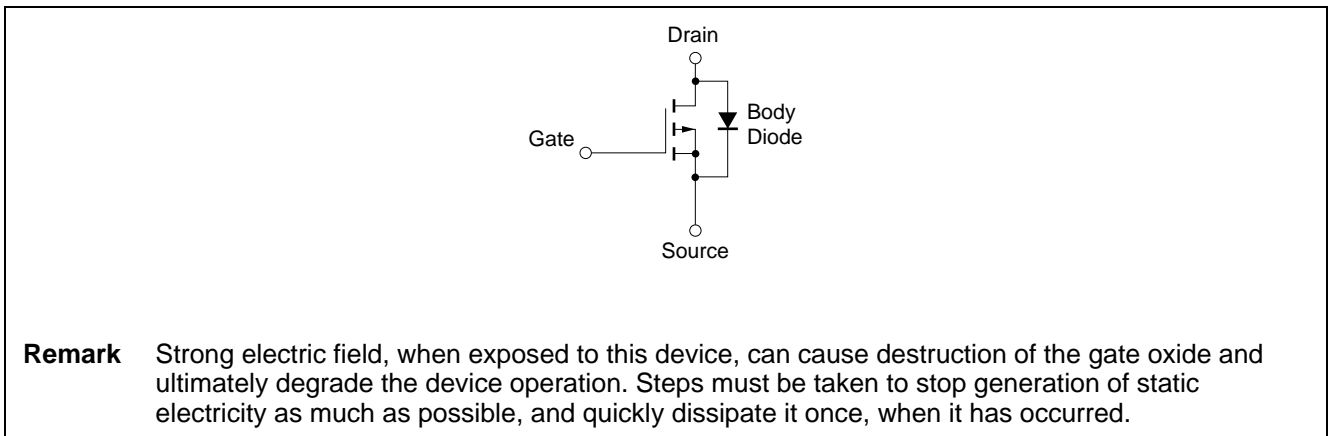 Drain
Body
Diode
Gate
Source
Remark Strong electric field, when exposed to this device, can cause destruction of the gate oxide and
ultimately degrade the device operation. Steps must be taken to stop generation of static
electricity as much as possible, and quickly dissipate it once, when it has occurred.